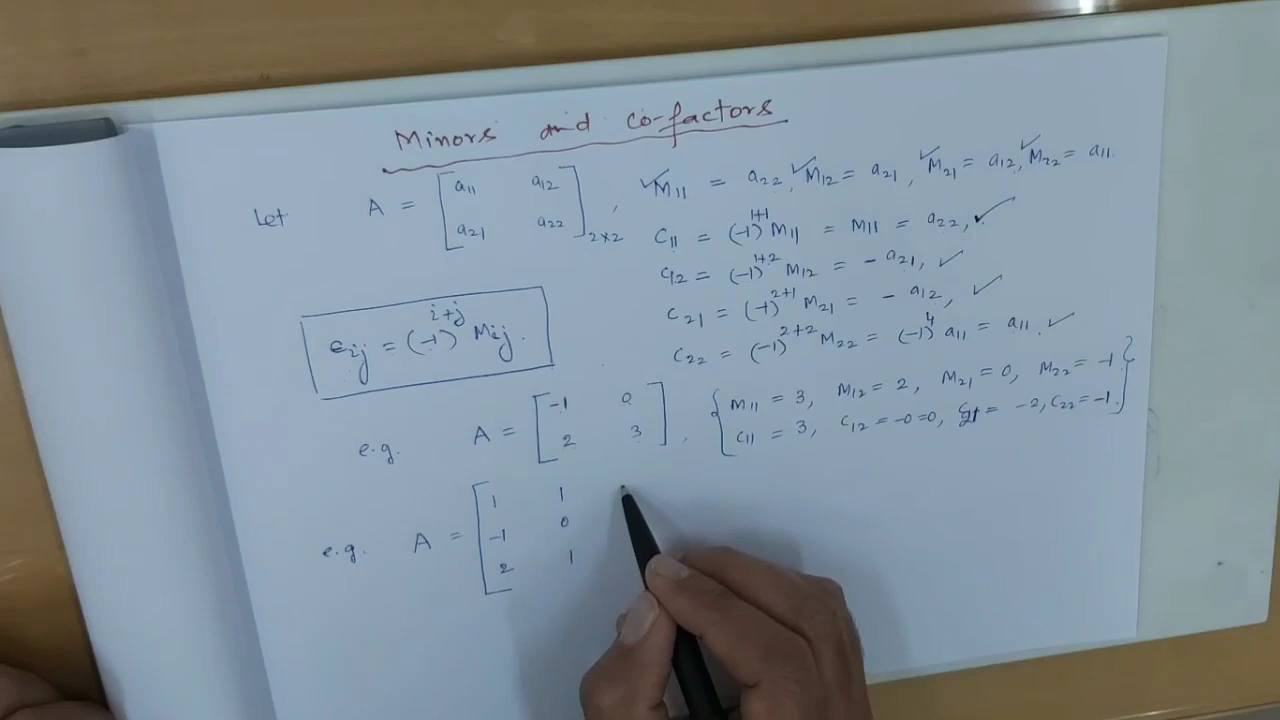 Minors and co-factors
Let A = [a11 a12
a21 a22]2×2, M11 = a22, M12 = a21, M21 = a12, M22 = a11.
C11 = (-1)^1+1 M11 = M11 = a22,
C12 = (-1)^1+2 M12 = - a21,
C21 = (-1)^2+1 M21 = - a12,
C22 = (-1)^2+2 M22 = (-1)^4 a11 = a11.
Cij = (-1)^i+j Mij.
e.g. A = [-1 0
2 3], {M11 = 3, M12 = 2, M21 = 0, M22 = -1
C11 = 3, C12 = -0 = 0, C21 = -2, C22 = -1.}
e.g. A = [1 1
-1 0
2 1